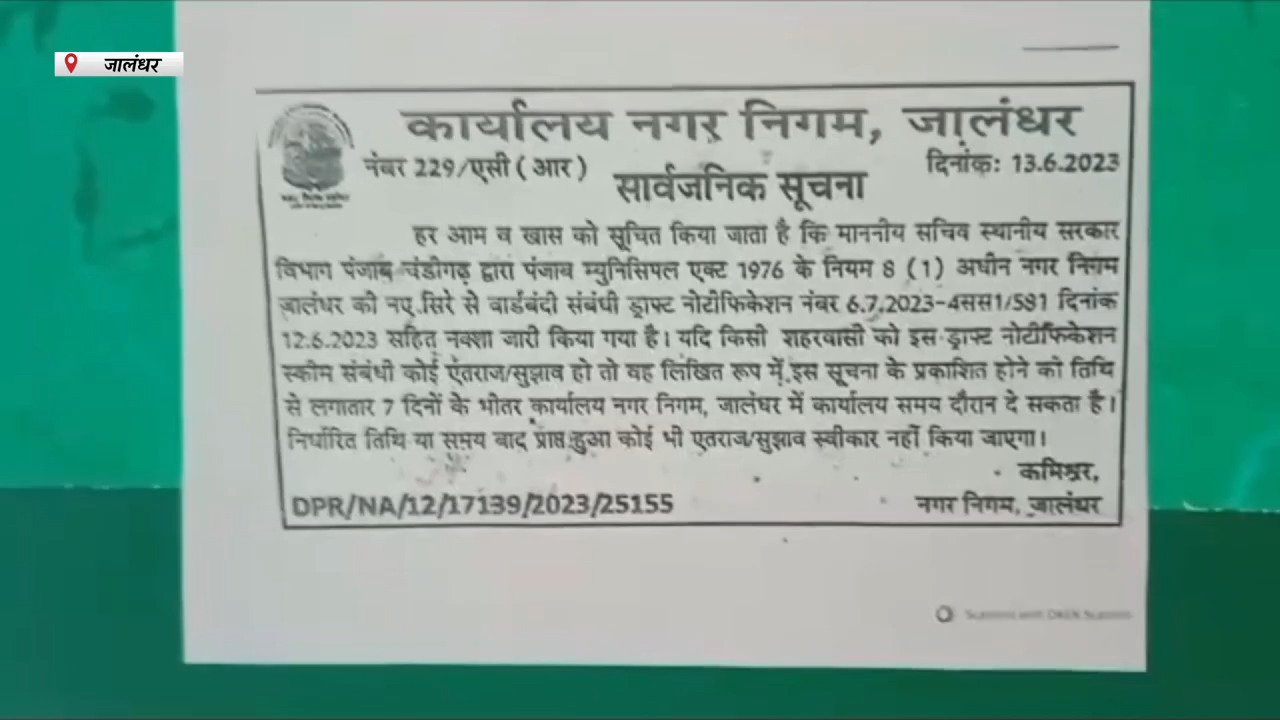 जालंधर
कार्यालय नगर निगम, जालंधर
नंबर 229/एसी ( आर )
दिनांक: 13.6.2023
सार्वजनिक सूचना
हर आम व खास को सूचित किया जाता है कि माननीय सचिव स्थानीय सरकार
विभाग पंजाब चंडीगढ़ द्वारा पंजाब म्युनिसिपल एक्ट 1976 के नियम 8 (1) अधीन नगर निगम
जालंधर की नए सिरे से वार्डबंदी संबंधी ड्राफ्ट नोटीफिकेशन नंबर 6.7.2023-4सस1/581 दिनांक
12.6.2023 सहित नक्शा जारी किया गया है। यदि किसी शहरवासी को इस ड्राफ्ट नोटीफिकेशन
स्कीम संबंधी कोई ऐतराज/सुझाव हो तो वह लिखित रूप में इस सूचना के प्रकाशित होने की तिथि
से लगातार 7 दिनों के भीतर कार्यालय नगर निगम, जालंधर में कार्यालय समय दौरान दे सकता है।
निर्धारित तिथि या समय बाद प्राप्त हुआ कोई भी एतराज/सुझाव स्वीकार नहीं किया जाएगा।
कमिश्नर,
DPR/NA/12/17139/2023/25155
नगर निगम, जालंधर